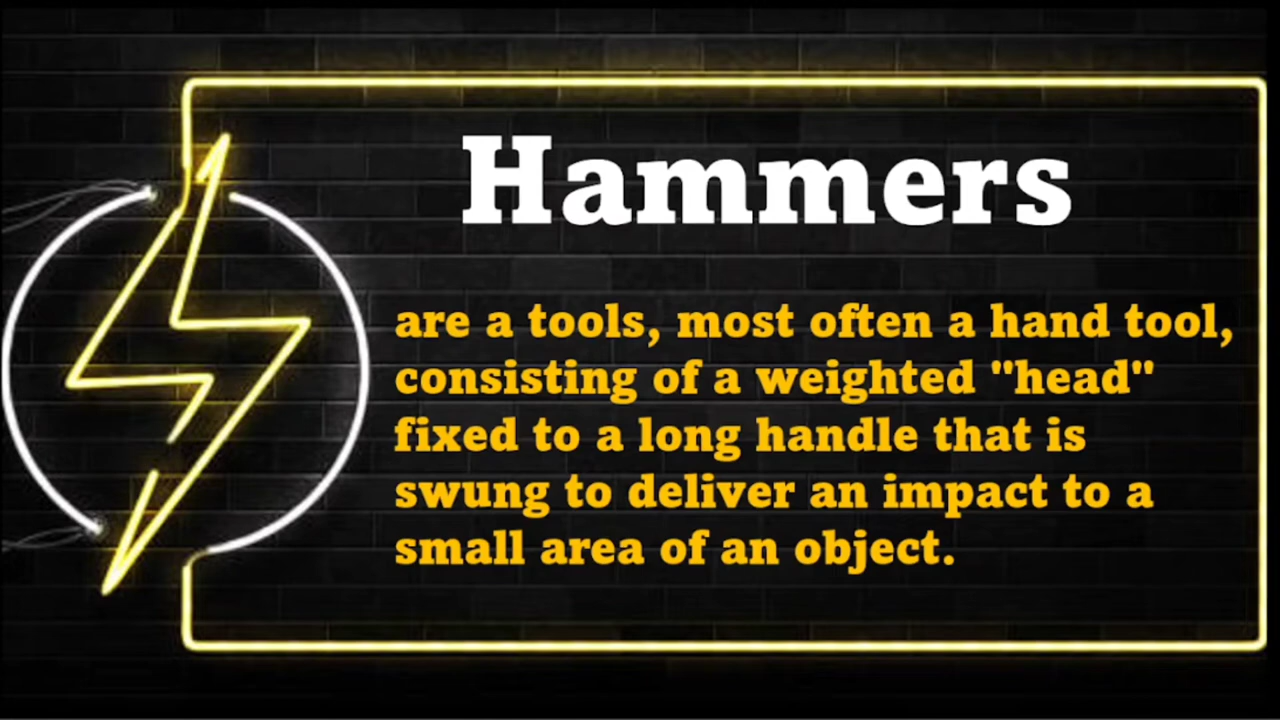 Hammers
are a tools, most often a hand tool,
consisting of a weighted "head"
fixed to a long handle that is
swung to deliver an impact to a
small area of an object.